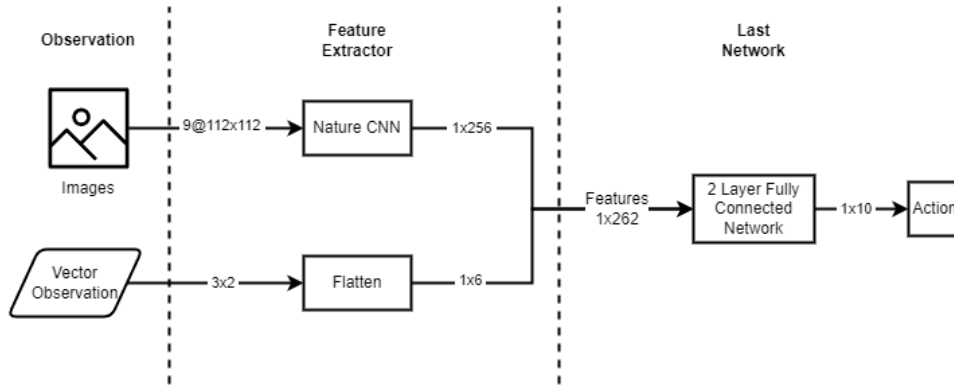 Observation
Feature
Extractor
Last
Network
9@112x112
Nature CNN
1x256
Images
Features
1x262
2 Layer Fully
Connected
Network
1x10
Action
Vector
Observation
3x2
Flatten
1x6